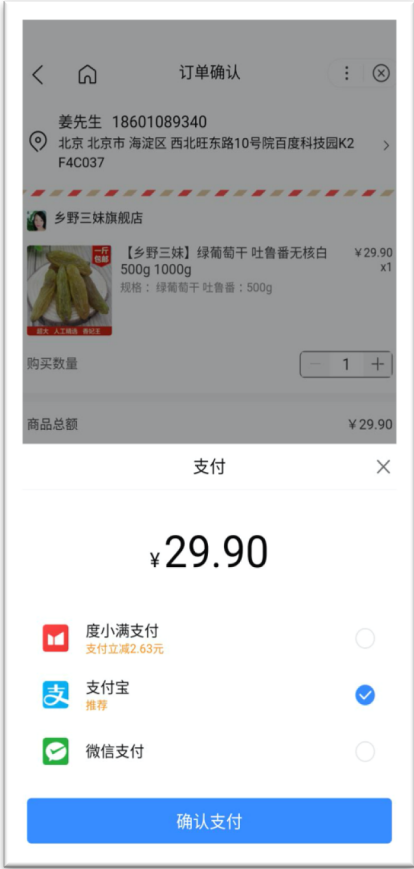 订单确认
姜先生 18601089340
北京 北京市 海淀区 西北旺东路10号院百度科技园K2
F4C037
乡野三妹旗舰店
一斤
包邮
【乡野三妹】绿葡萄干 吐鲁番无核白 ￥29.90
500g 1000g x1
规格： 绿葡萄干 吐鲁番：500g
超大 人工精选
购买数量 1
商品总额 ￥29.90
支付
￥29.90
度小满支付
支付立减2.63元
支付宝
推荐
微信支付
确认支付